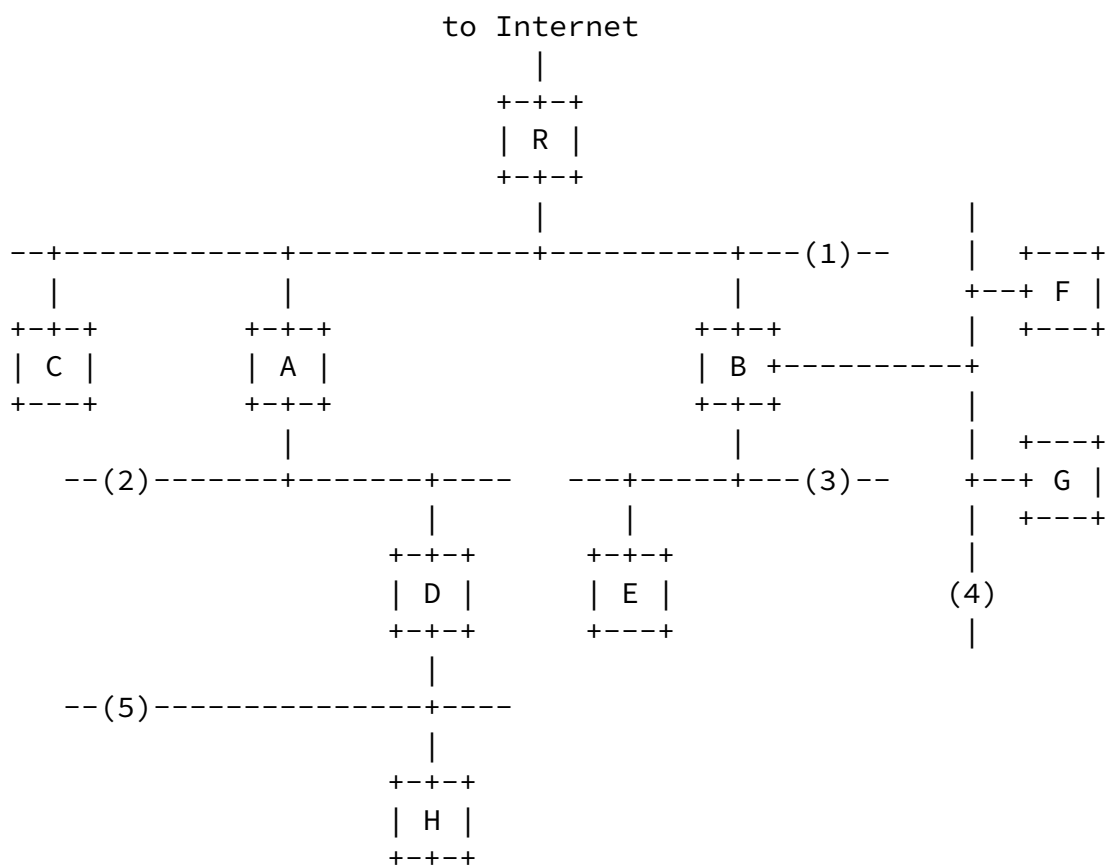 to Internet
                                   |
                                 +-+-+
                                 | R |
                                 +-+-+
                                   |                       |
      --+------------+-------------+----------+---(1)--    |  +----+
        |            |                        |            +--+ F |
      +-+-+        +-+-+                    +-+-+          |  +----+
      | C |        | A |                    | B +----------+
      +---+        +-+-+                    +-+-+          |
                     |                        |            |  +----+
         --(2)-------+-------+----   ---+-----+---(3)--    +--+ G |
                             |          |                  |  +----+
                           +-+-+      +-+-+                |
                           | D |      | E |               (4)
                           +-+-+      +---+                |
                             |
         --(5)---------------+----
                             |
                           +-+-+
                           | H |
                           +-+-+